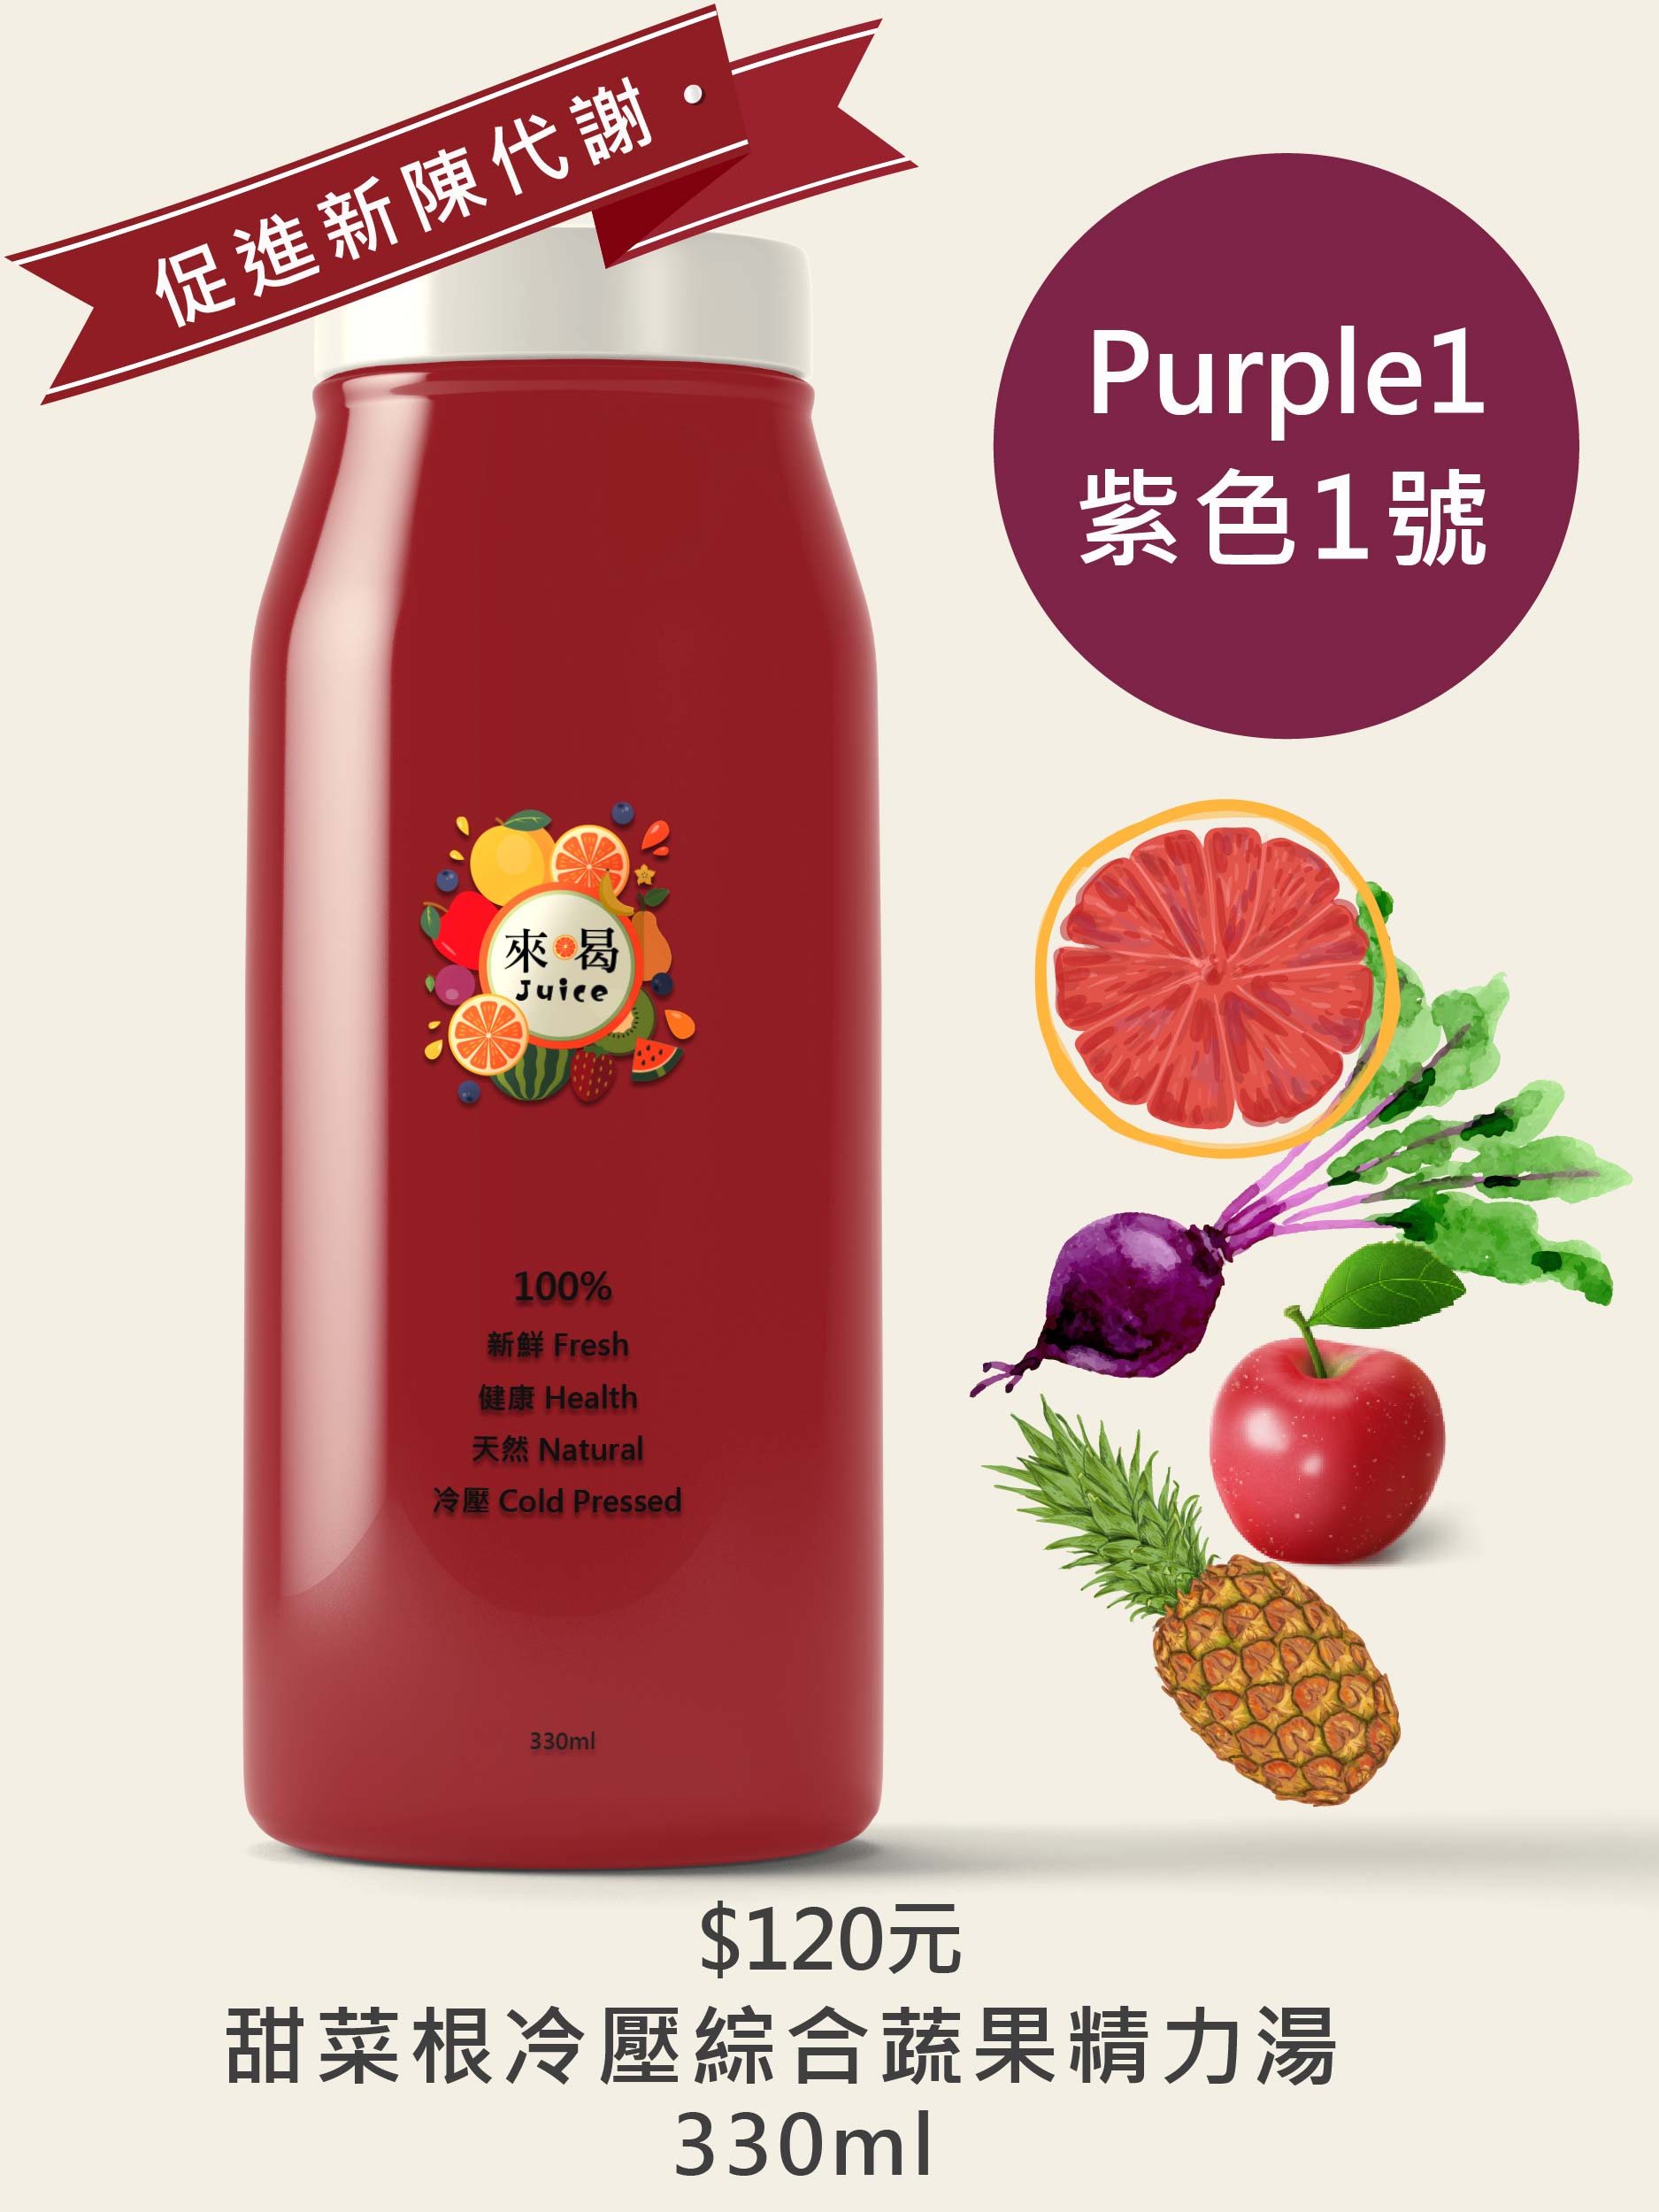 促進新陳代謝
Purple1
紫色1號
來曷
Juice
100%
新鮮 Fresh
健康 Health
天然 Natural
冷壓 Cold Pressed
330ml
$120元
甜菜根冷壓綜合蔬果精力湯
330ml